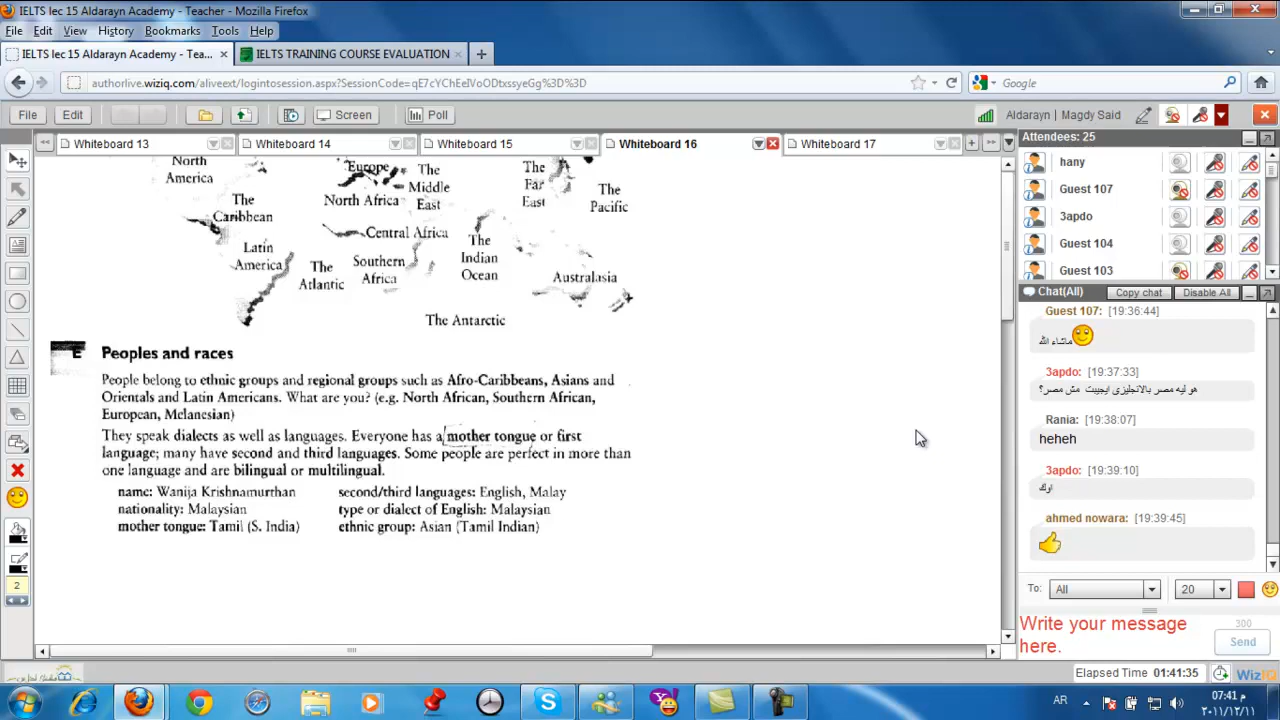 IELTS lec 15 Aldarayn Academy - Teacher - Mozilla Firefox
File Edit View History Bookmarks Tools Help
IELTS lec 15 Aldarayn Academy - Tea...
IELTS TRAINING COURSE EVALUATION
authorlive.wiziq.com/aliveext/logintosession.aspx?SessionCode=qE7cYChEeIVoODtxssyeGg%3D%3D
Google
File Edit Screen Poll
Aldarayn | Magdy Said
Whiteboard 13 Whiteboard 14 Whiteboard 15 Whiteboard 16 Whiteboard 17
Attendees: 25
hany
Guest 107
3apdo
Guest 104
Guest 103
North America
Europe
The Middle East
The Far East
The Pacific
The Caribbean
North Africa
Central Africa
Latin America
The Atlantic
Southern Africa
The Indian Ocean
Australasia
The Antarctic
E Peoples and races
People belong to ethnic groups and regional groups such as Afro-Caribbeans, Asians and
Orientals and Latin Americans. What are you? (e.g. North African, Southern African,
European, Melanesian)
They speak dialects as well as languages. Everyone has a mother tongue or first
language; many have second and third languages. Some people are perfect in more than
one language and are bilingual or multilingual.
name: Wanija Krishnamurthan
second/third languages: English, Malay
nationality: Malaysian
type or dialect of English: Malaysian
mother tongue: Tamil (S. India)
ethnic group: Asian (Tamil Indian)
Chat(All) Copy chat Disable All
Guest 107: [19:36:44]
ماشاء الله
3apdo: [19:37:33]
هو ليه مصر بالانجليزى ايجيبت مش مصر؟
Rania: [19:38:07]
heheh
3apdo: [19:39:10]
اوك
ahmed nowara: [19:39:45]
To: All 20
Write your message
here.
300
Send
2
Elapsed Time 01:41:35
WizIQ
AR
07:41 م
٢٠١١/١٢/١١